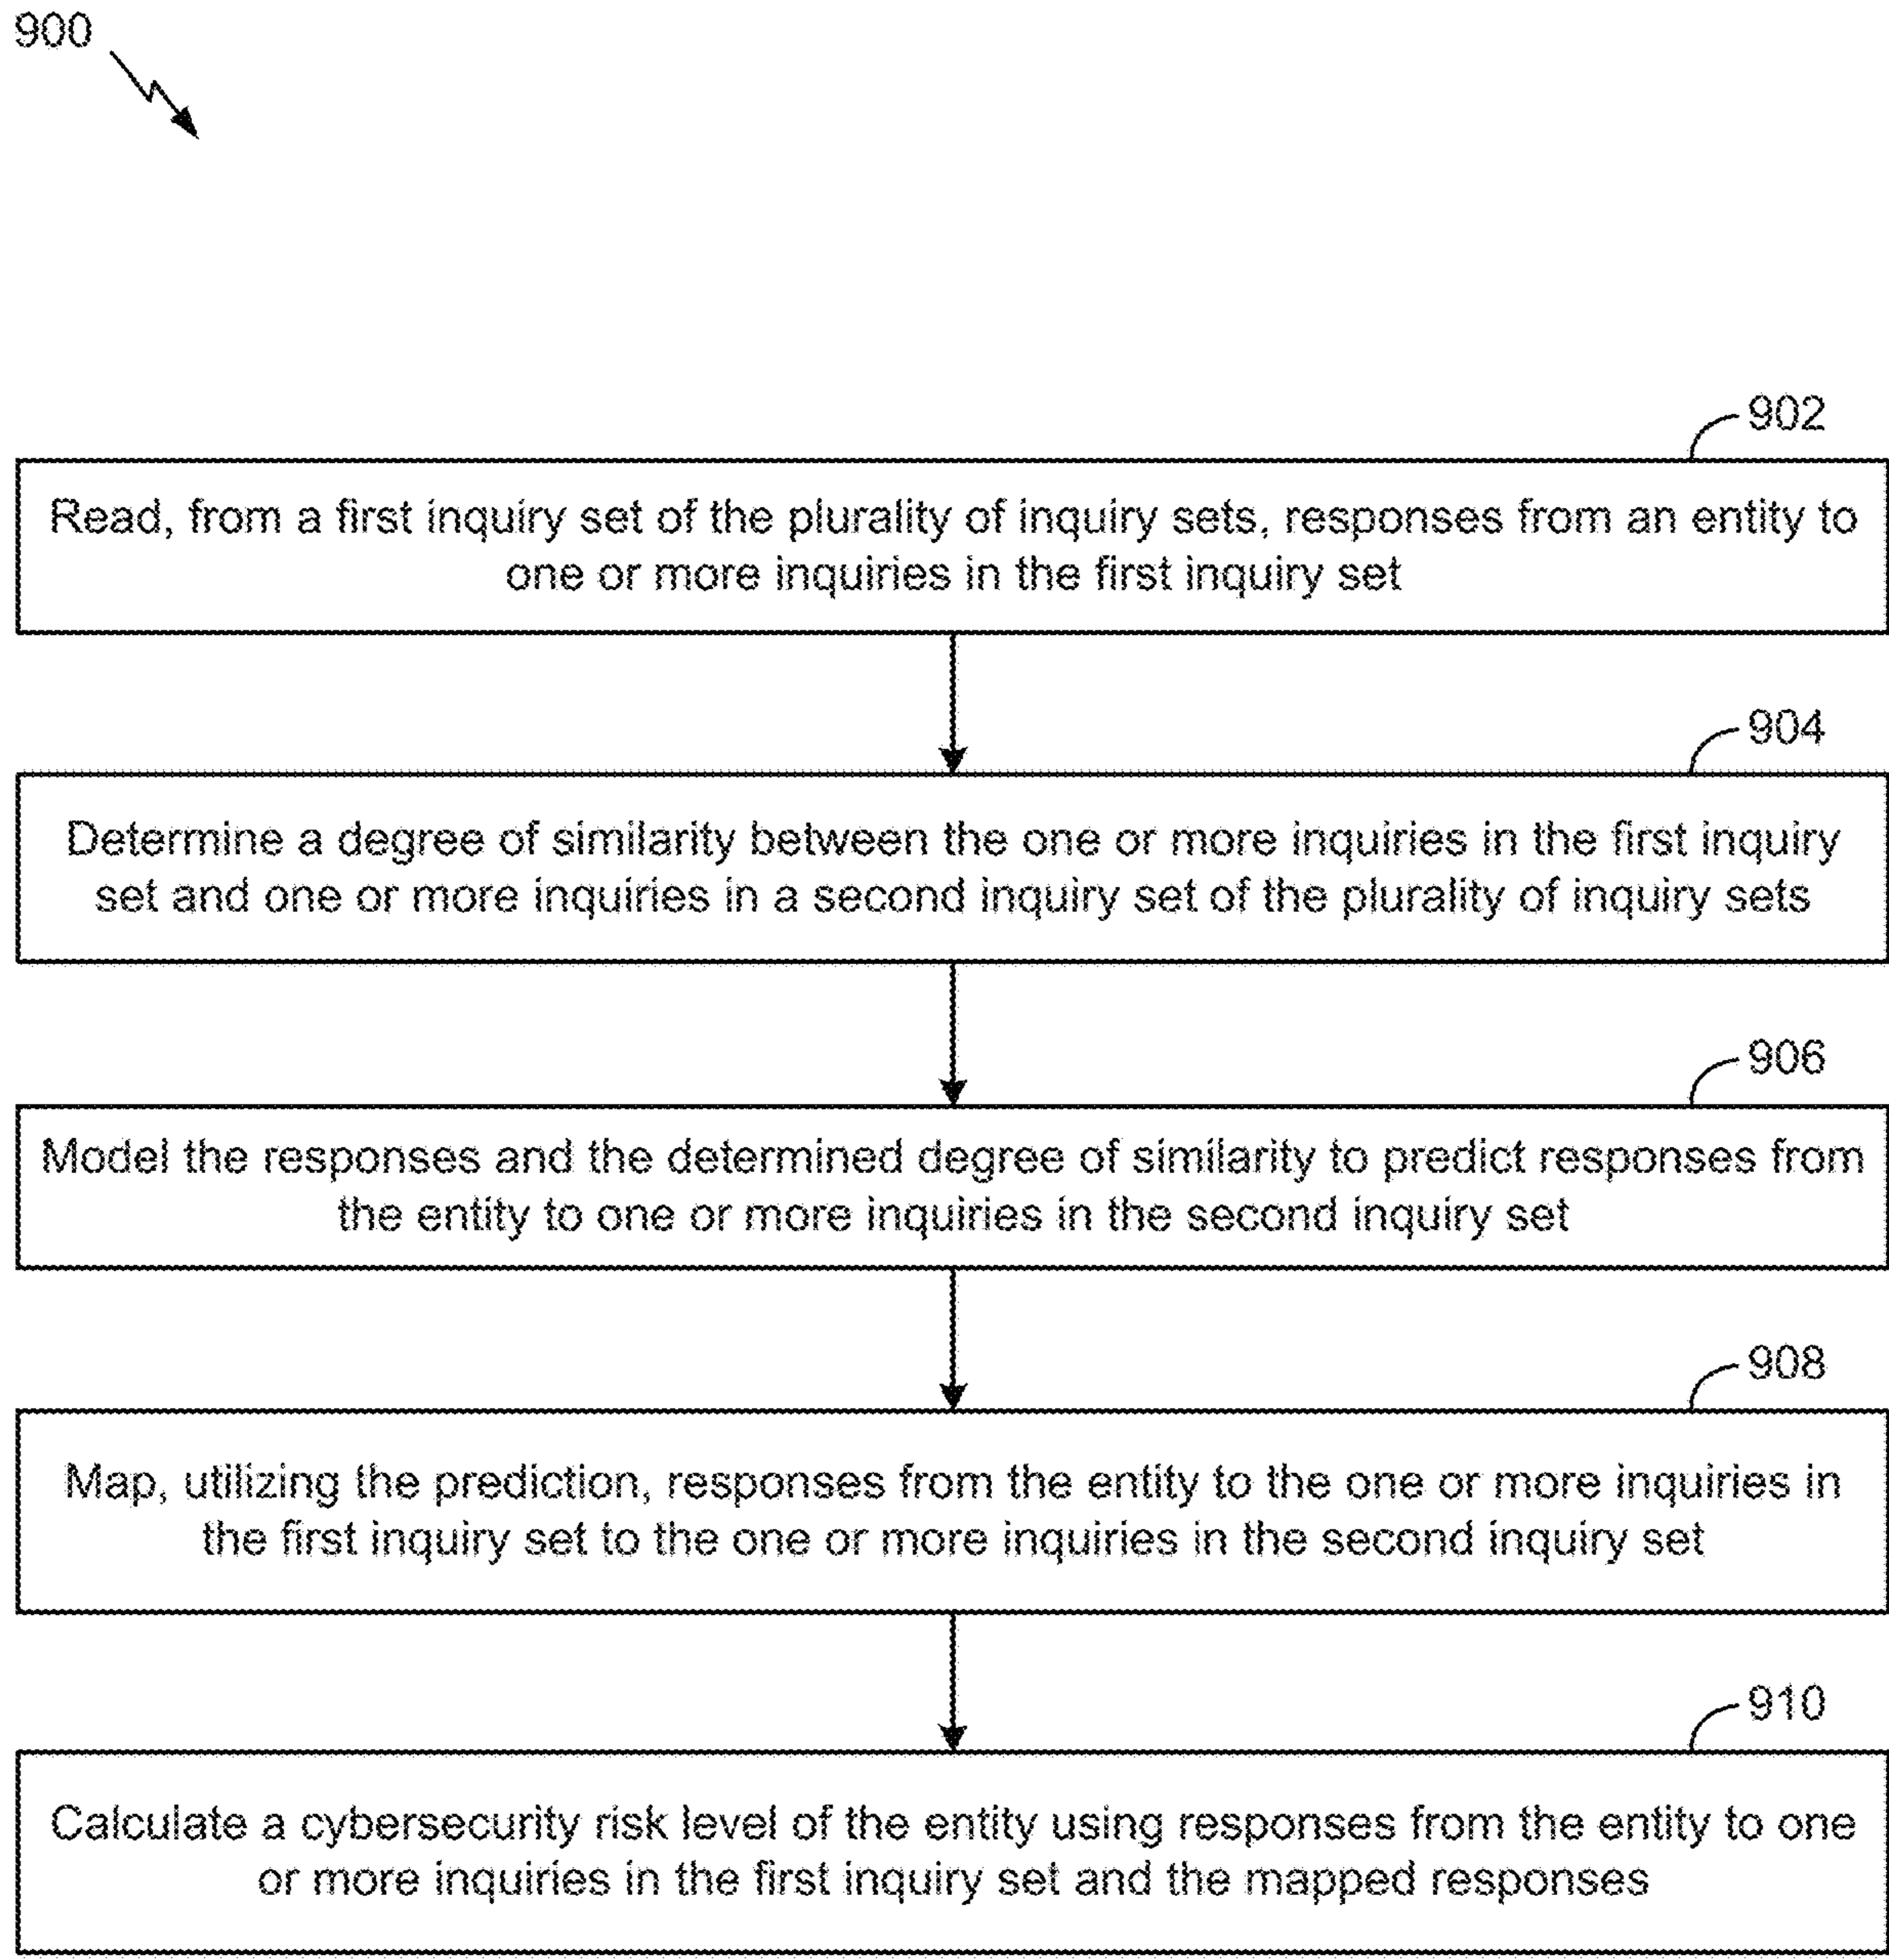 900
902
Read, from a first inquiry set of the plurality of inquiry sets, responses from an entity to
one or more inquiries in the first inquiry set
904
Determine a degree of similarity between the one or more inquiries in the first inquiry
set and one or more inquiries in a second inquiry set of the plurality of inquiry sets
906
Model the responses and the determined degree of similarity to predict responses from
the entity to one or more inquiries in the second inquiry set
908
Map, utilizing the prediction, responses from the entity to the one or more inquiries in
the first inquiry set to the one or more inquiries in the second inquiry set
910
Calculate a cybersecurity risk level of the entity using responses from the entity to one
or more inquiries in the first inquiry set and the mapped responses